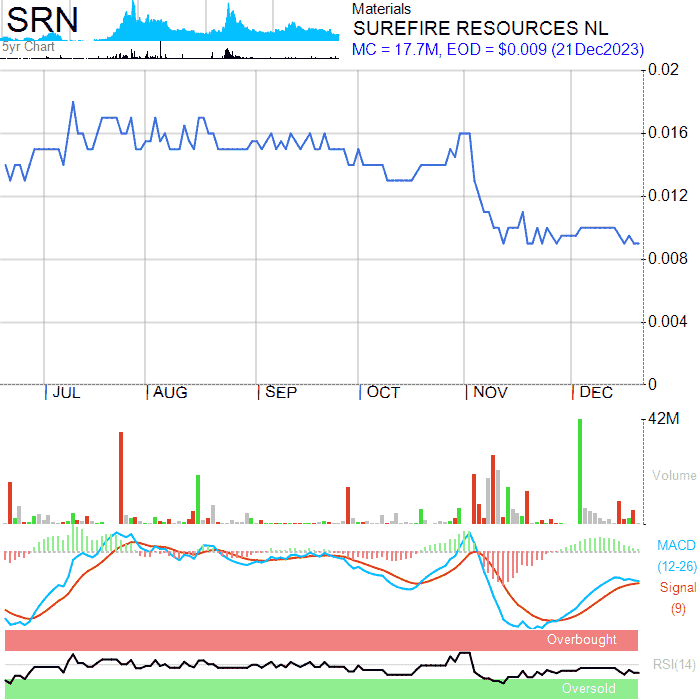 SRN
5yr Chart
Materials
SUREFIRE RESOURCES NL
MC = 17.7M, EOD = $0.009 (21Dec2023)
0.02
0.016
0.012
0.008
0.004
0
JUL AUG SEP OCT NOV DEC
42M
Volume
MACD
(12-26)
Signal
(9)
Overbought
RSI(14)
Oversold